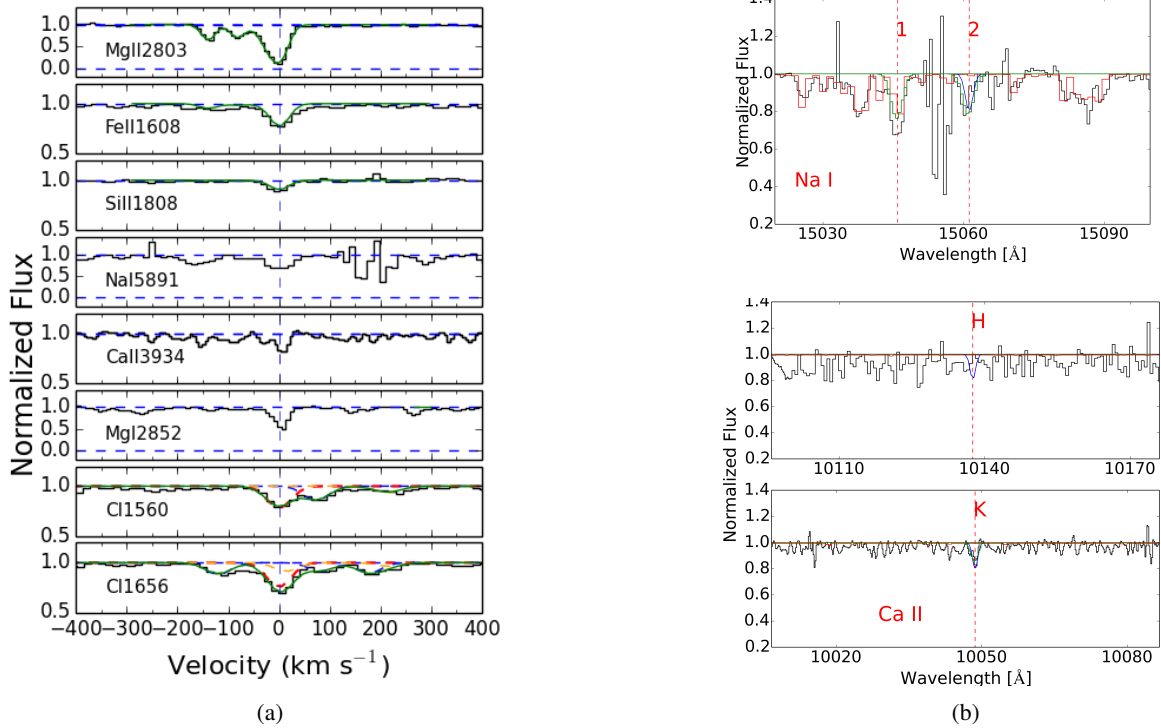 1.0
0.5
0.0
MgII2803
1.0
0.5
FeII1608
1.0
0.5
SiII1808
1.0
0.5
0.0
NaI5891
1.0
0.5
CaII3934
1.0
0.5
0.0
MgI2852
1.0
0.5
CI1560
1.0
0.5
CI1656
−400−300−200−100 0 100 200 300 400
Velocity (km s⁻¹)
Normalized Flux
(a)
1.4
1.2
1.0
0.8
0.6
0.4
0.2
1
2
Na I
15030 15060 15090
Wavelength [Å]
Normalized Flux
1.4
1.2
1.0
0.8
0.6
0.4
0.2
H
10110 10140 10170
Normalized Flux
1.4
1.2
1.0
0.8
0.6
0.4
0.2
K
Ca II
10020 10050 10080
Wavelength [Å]
(b)